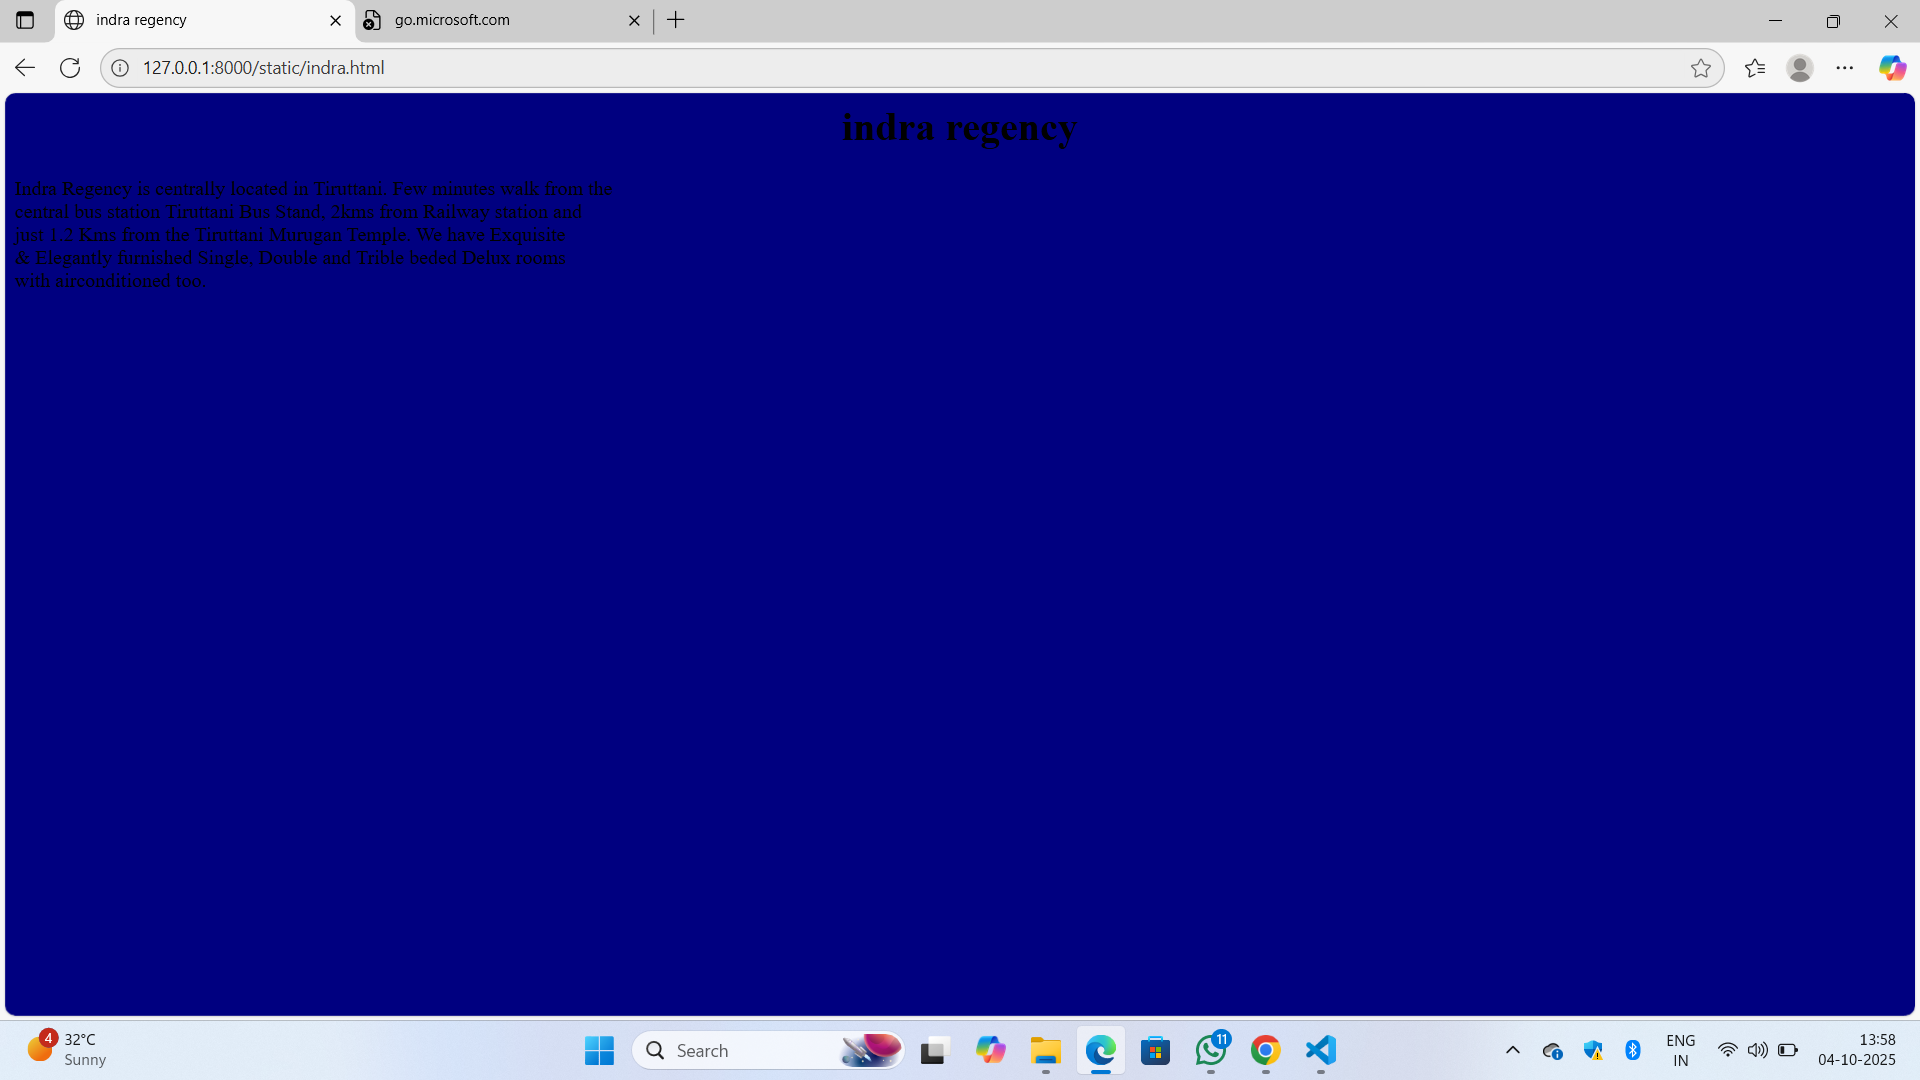 indra regency
go.microsoft.com
127.0.0.1:8000/static/indra.html
indra regency
Indra Regency is centrally located in Tiruttani. Few minutes walk from the
central bus station Tiruttani Bus Stand, 2kms from Railway station and
just 1.2 Kms from the Tiruttani Murugan Temple. We have Exquisite
& Elegantly furnished Single, Double and Trible beded Delux rooms
with airconditioned too.
4
32°C
Sunny
Search
11
ENG
IN
13:58
04-10-2025